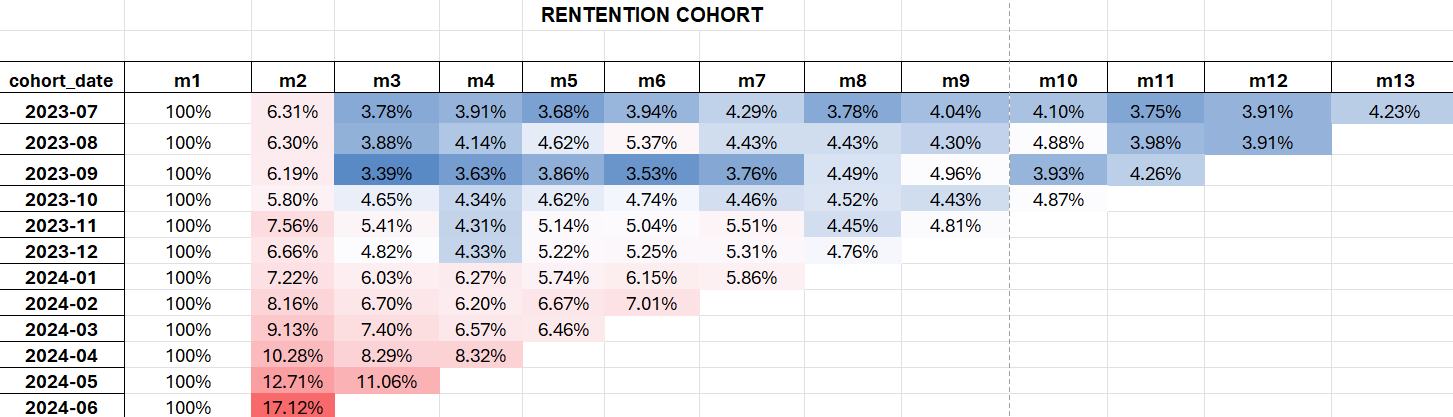 RENTENTION COHORT
cohort_date m1 m2 m3 m4 m5 m6 m7 m8 m9 m10 m11 m12 m13
2023-07 100% 6.31% 3.78% 3.91% 3.68% 3.94% 4.29% 3.78% 4.04% 4.10% 3.75% 3.91% 4.23%
2023-08 100% 6.30% 3.88% 4.14% 4.62% 5.37% 4.43% 4.43% 4.30% 4.88% 3.98% 3.91%
2023-09 100% 6.19% 3.39% 3.63% 3.86% 3.53% 3.76% 4.49% 4.96% 3.93% 4.26%
2023-10 100% 5.80% 4.65% 4.34% 4.62% 4.74% 4.46% 4.52% 4.43% 4.87%
2023-11 100% 7.56% 5.41% 4.31% 5.14% 5.04% 5.51% 4.45% 4.81%
2023-12 100% 6.66% 4.82% 4.33% 5.22% 5.25% 5.31% 4.76%
2024-01 100% 7.22% 6.03% 6.27% 5.74% 6.15% 5.86%
2024-02 100% 8.16% 6.70% 6.20% 6.67% 7.01%
2024-03 100% 9.13% 7.40% 6.57% 6.46%
2024-04 100% 10.28% 8.29% 8.32%
2024-05 100% 12.71% 11.06%
2024-06 100% 17.12%